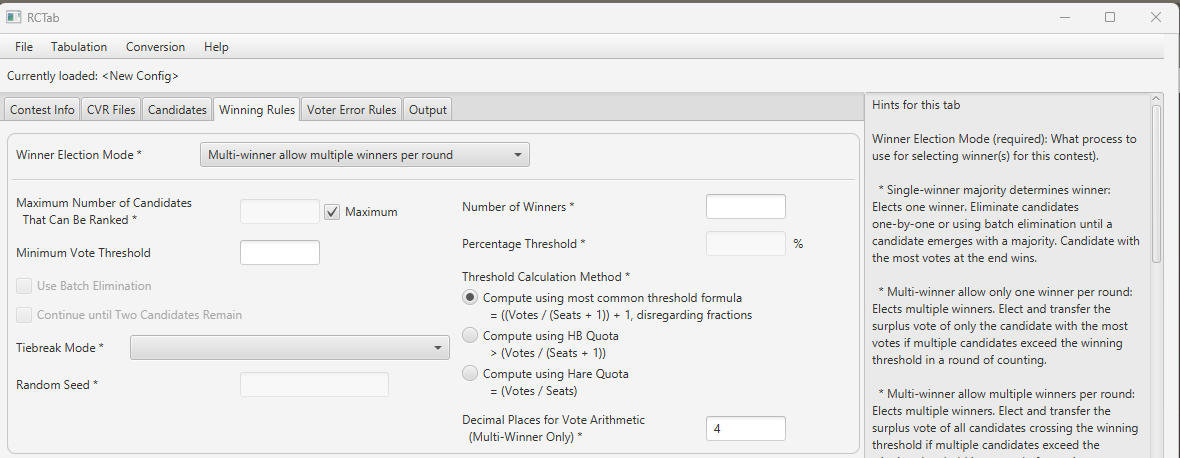 RCTab
File Tabulation Conversion Help
Currently loaded: <New Config>
Contest Info CVR Files Candidates Winning Rules Voter Error Rules Output
Winner Election Mode * Multi-winner allow multiple winners per round
Maximum Number of Candidates
That Can Be Ranked *
Maximum
Minimum Vote Threshold
Use Batch Elimination
Continue until Two Candidates Remain
Tiebreak Mode *
Random Seed *
Number of Winners *
Percentage Threshold * %
Threshold Calculation Method *
Compute using most common threshold formula
= ((Votes / (Seats + 1)) + 1, disregarding fractions
Compute using HB Quota
> (Votes / (Seats + 1))
Compute using Hare Quota
= (Votes / Seats)
Decimal Places for Vote Arithmetic
(Multi-Winner Only) *
4
Hints for this tab
Winner Election Mode (required): What process to
use for selecting winner(s) for this contest).
* Single-winner majority determines winner:
Elects one winner. Eliminate candidates
one-by-one or using batch elimination until a
candidate emerges with a majority. Candidate with
the most votes at the end wins.
* Multi-winner allow only one winner per round:
Elects multiple winners. Elect and transfer the
surplus vote of only the candidate with the most
votes if multiple candidates exceed the winning
threshold in a round of counting.
* Multi-winner allow multiple winners per round:
Elects multiple winners. Elect and transfer the
surplus vote of all candidates crossing the winning
threshold if multiple candidates exceed the